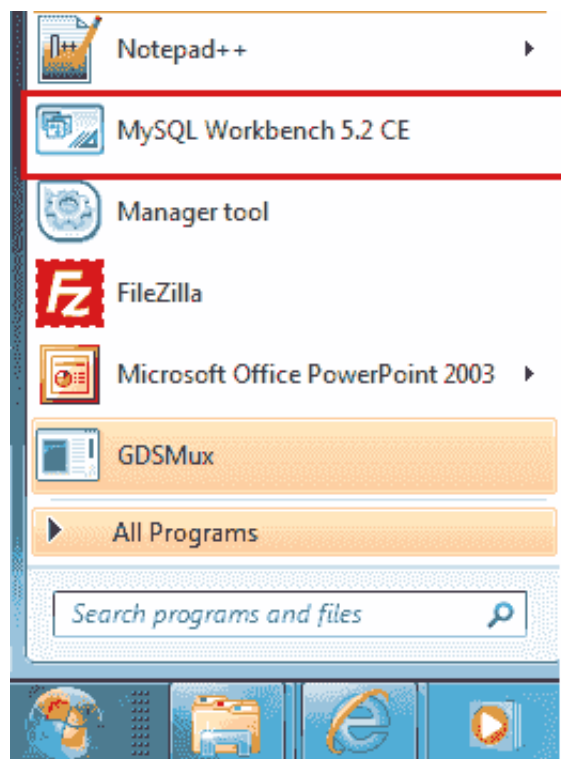 Notepad++
MySQL Workbench 5.2 CE
Manager tool
Fz
FileZilla
Microsoft Office PowerPoint 2003
GDSMux
All Programs
Search programs and files